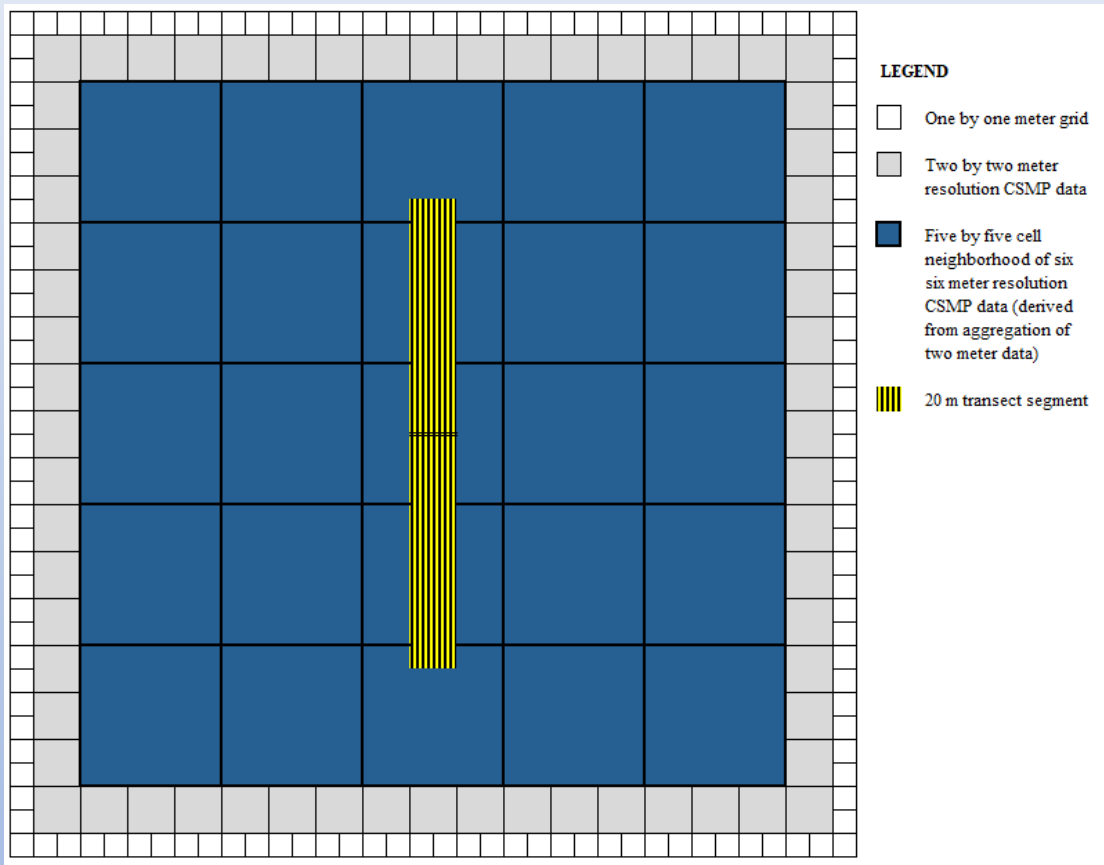 LEGEND
One by one meter grid
Two by two meter
resolution CSMP data
Five by five cell
neighborhood of six
six meter resolution
CSMP data (derived
from aggregation of
two meter data)
20 m transect segment